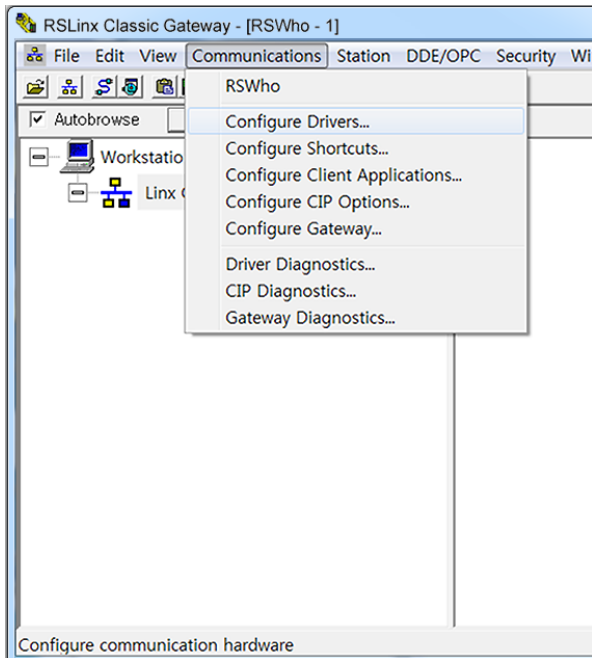 RSLinx Classic Gateway - [RSWho - 1]
File Edit View Communications Station DDE/OPC Security
RSWho
Autobrowse
Configure Drivers...
Configure Shortcuts...
Configure Client Applications...
Configure CIP Options...
Configure Gateway...
Driver Diagnostics...
CIP Diagnostics...
Gateway Diagnostics...
Linx
Configure communication hardware